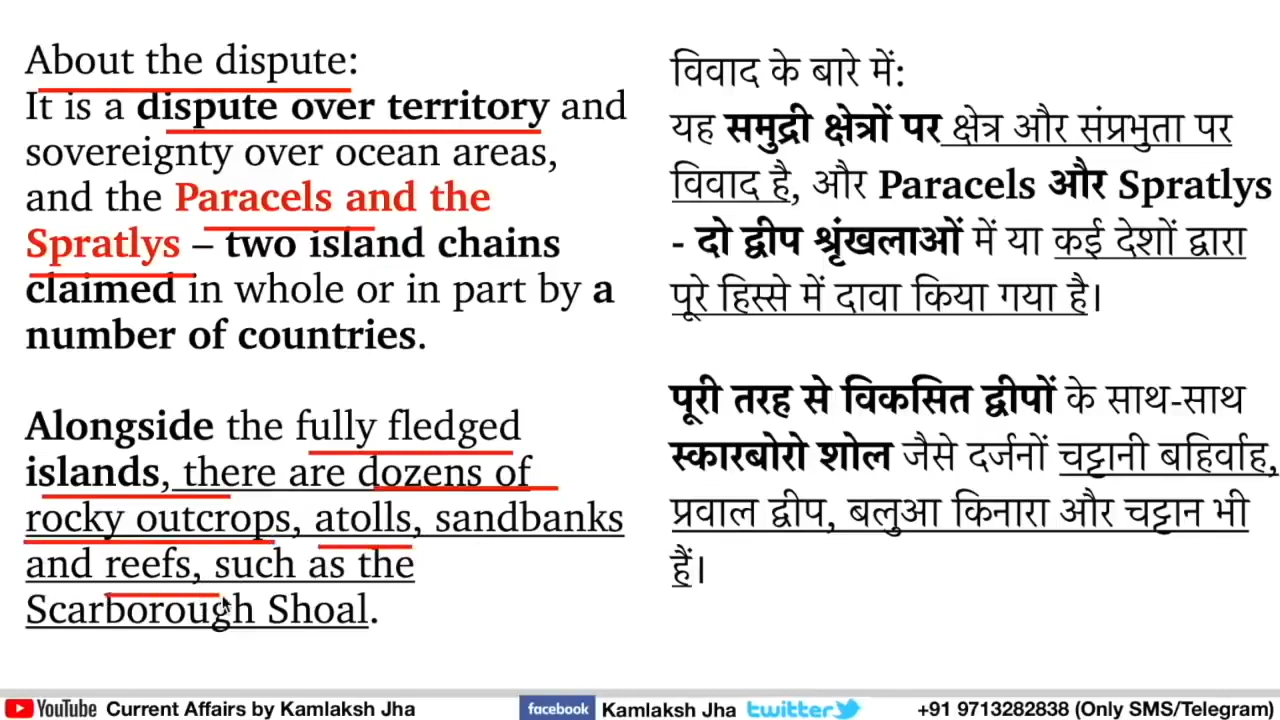 About the dispute:
It is a dispute over territory and
sovereignty over ocean areas,
and the Paracels and the
Spratlys – two island chains
claimed in whole or in part by a
number of countries.
Alongside the fully fledged
islands, there are dozens of
rocky outcrops, atolls, sandbanks
and reefs, such as the
Scarborough Shoal.
विवाद के बारे में:
यह समुद्री क्षेत्रों पर क्षेत्र और संप्रभुता पर
विवाद है, और Paracels और Spratlys
- दो द्वीप श्रृंखलाओं में या कई देशों द्वारा
पूरे हिस्से में दावा किया गया है।
पूरी तरह से विकसित द्वीपों के साथ-साथ
स्कारबोरो शोल जैसे दर्जनों चट्टानी बहिर्वाह,
प्रवाल द्वीप, बलुआ किनारा और चट्टान भी
हैं।
YouTube Current Affairs by Kamlaksh Jha facebook Kamlaksh Jha twitter +91 9713282838 (Only SMS/Telegram)